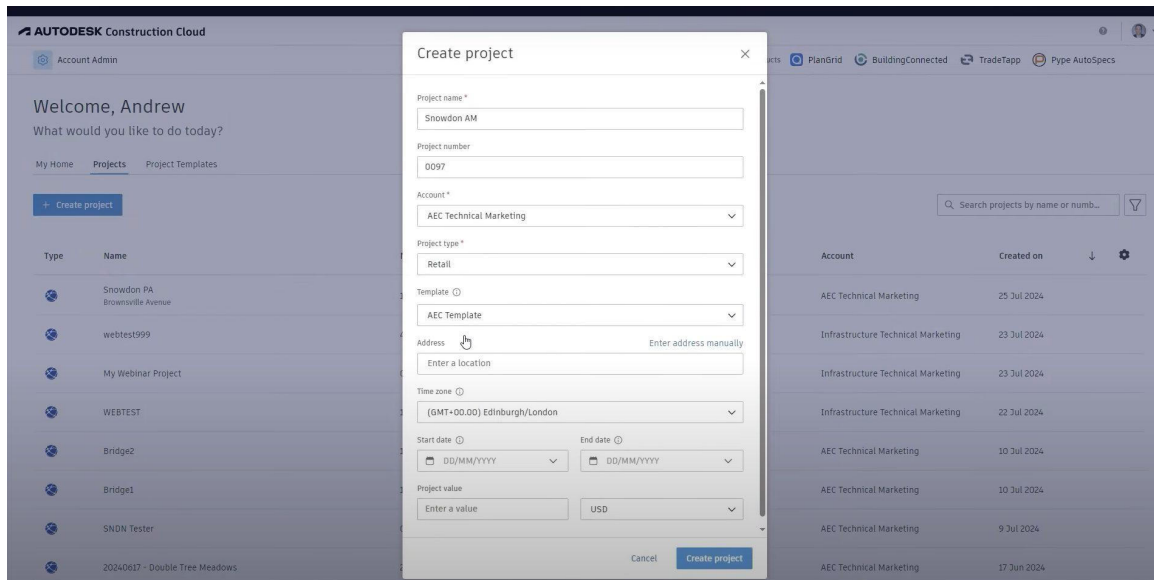 AUTODESK Construction Cloud
Account Admin
PlanGrid BuildingConnected TradeTapp Pype AutoSpecs
Welcome, Andrew
What would you like to do today?
My Home Projects Project Templates
+ Create project
Search projects by name or numb...
Type Name Account Created on
Snowdon PA AEC Technical Marketing 25 Jul 2024
Brownsville Avenue
webtest999 Infrastructure Technical Marketing 23 Jul 2024
My Webinar Project Infrastructure Technical Marketing 23 Jul 2024
WEBTEST Infrastructure Technical Marketing 22 Jul 2024
Bridge2 AEC Technical Marketing 10 Jul 2024
Bridge1 AEC Technical Marketing 10 Jul 2024
SNDN Tester AEC Technical Marketing 9 Jul 2024
20240617 - Double Tree Meadows AEC Technical Marketing 17 Jun 2024
Create project
Project name *
Snowdon AM
Project number
0097
Account *
AEC Technical Marketing
Project type *
Retail
Template
AEC Template
Address Enter address manually
Enter a location
Time zone
(GMT+00.00) Edinburgh/London
Start date End date
DD/MM/YYYY DD/MM/YYYY
Project value
Enter a value USD
Cancel Create project